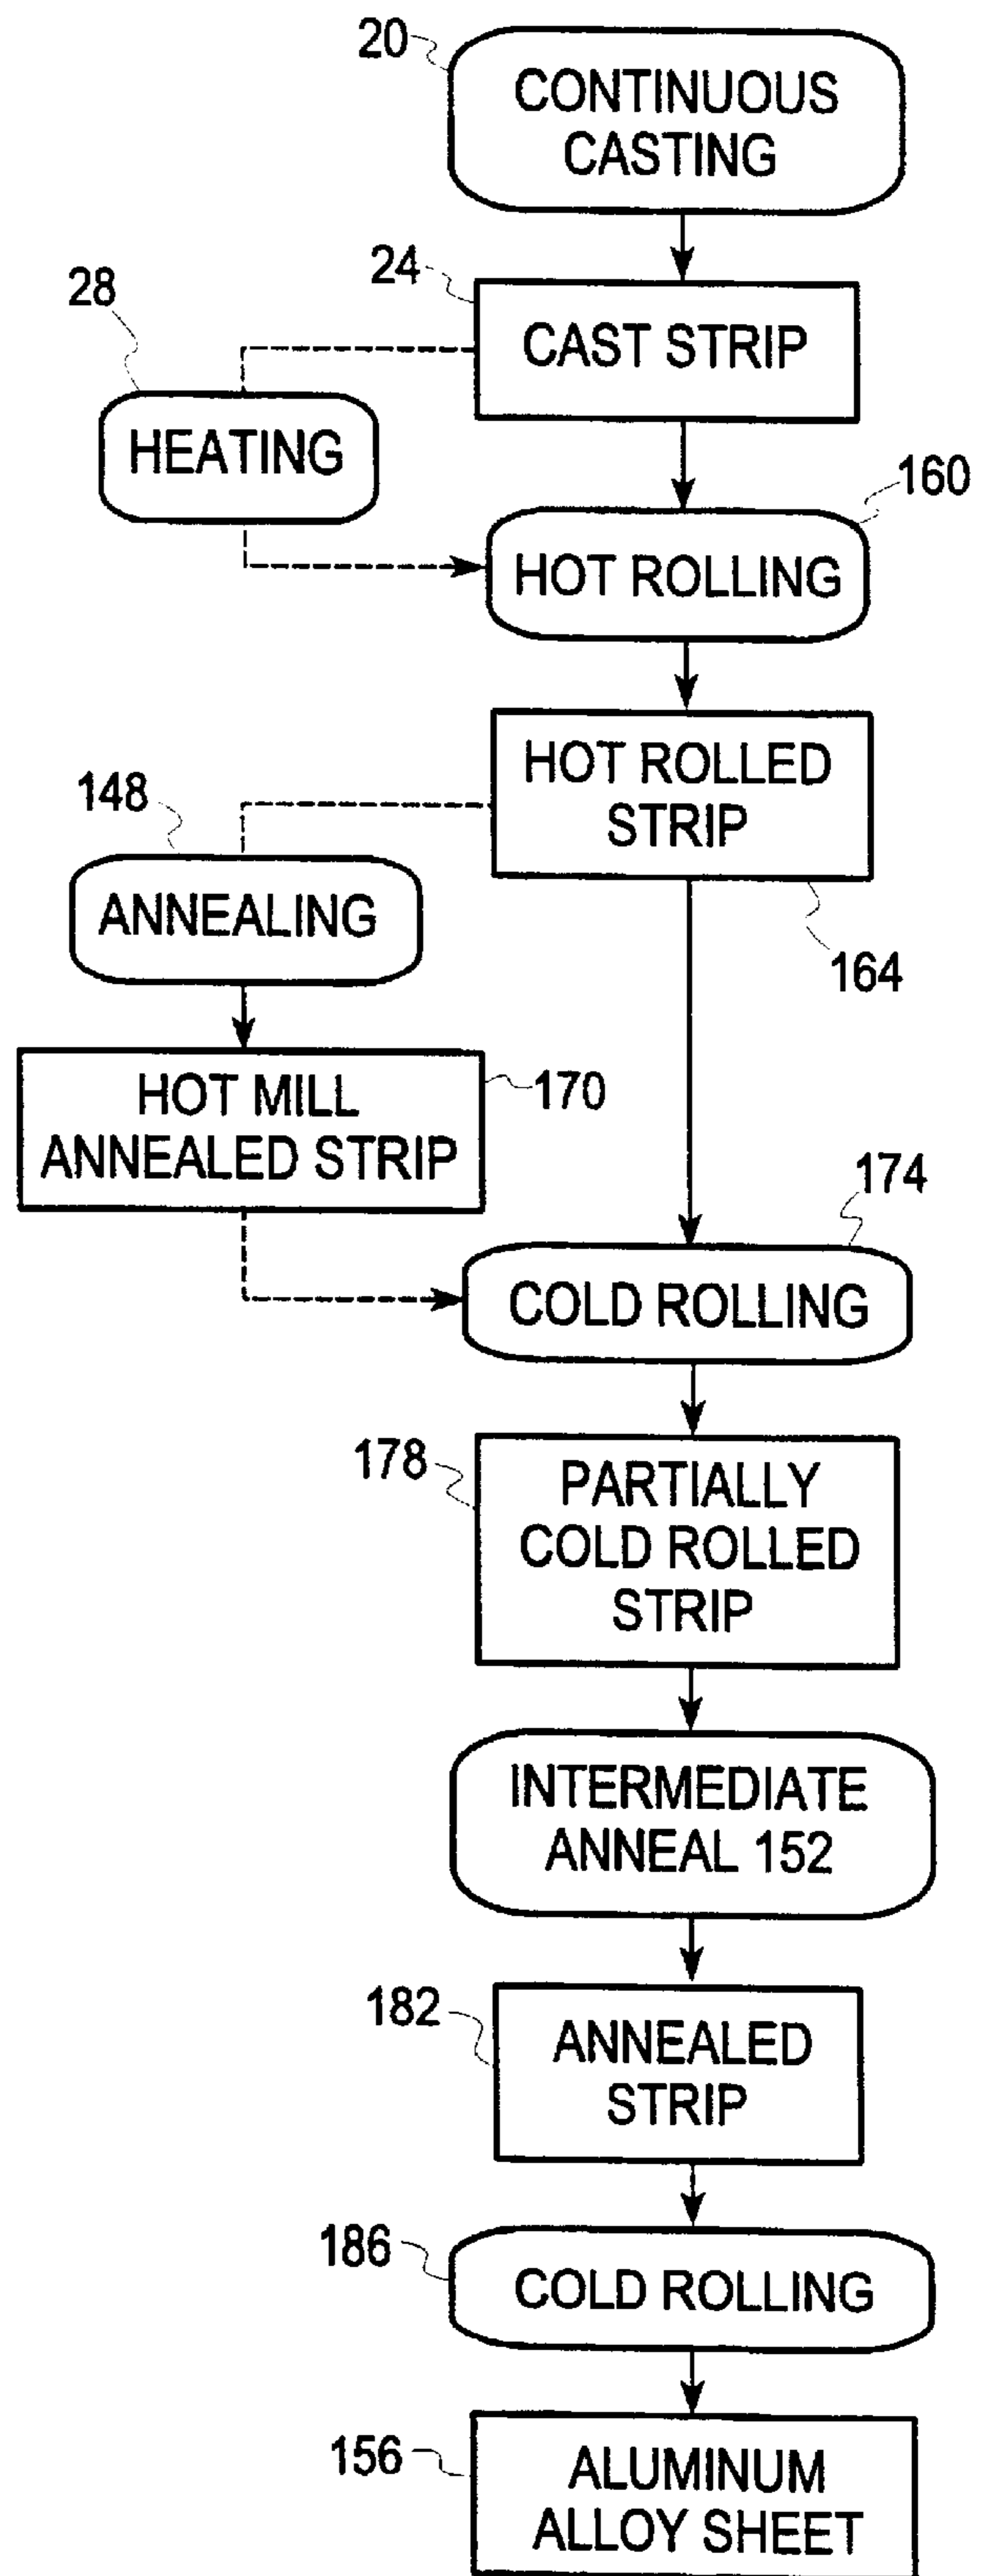 20
CONTINUOUS
CASTING
24
CAST STRIP
28
HEATING
160
HOT ROLLING
HOT ROLLED
STRIP
164
148
ANNEALING
HOT MILL
ANNEALED STRIP
170
174
COLD ROLLING
178
PARTIALLY
COLD ROLLED
STRIP
INTERMEDIATE
ANNEAL 152
182
ANNEALED
STRIP
186
COLD ROLLING
156
ALUMINUM
ALLOY SHEET